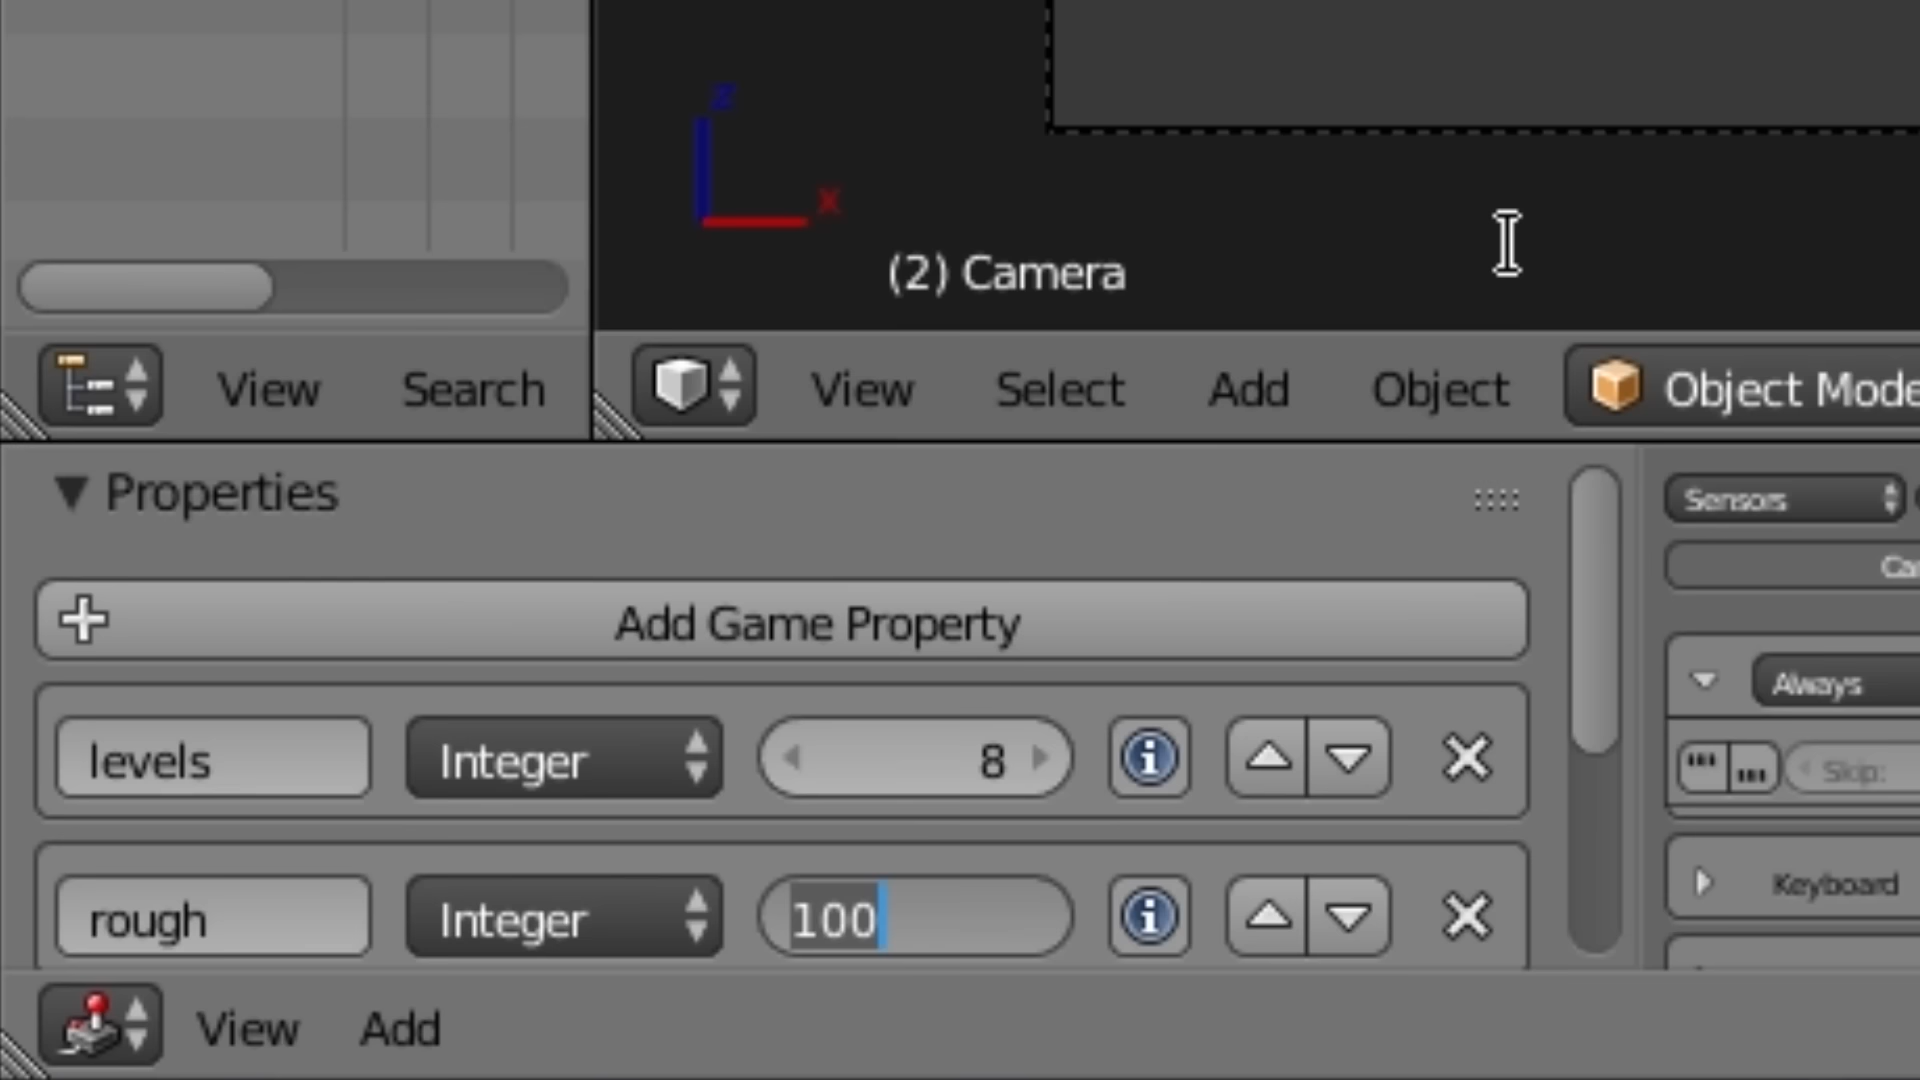 z
x
(2) Camera
View Search
View Select Add Object Object Mode
Properties
Sensors
Add Game Property
Always
levels Integer 8
Skip:
Keyboard
rough Integer 100
View Add